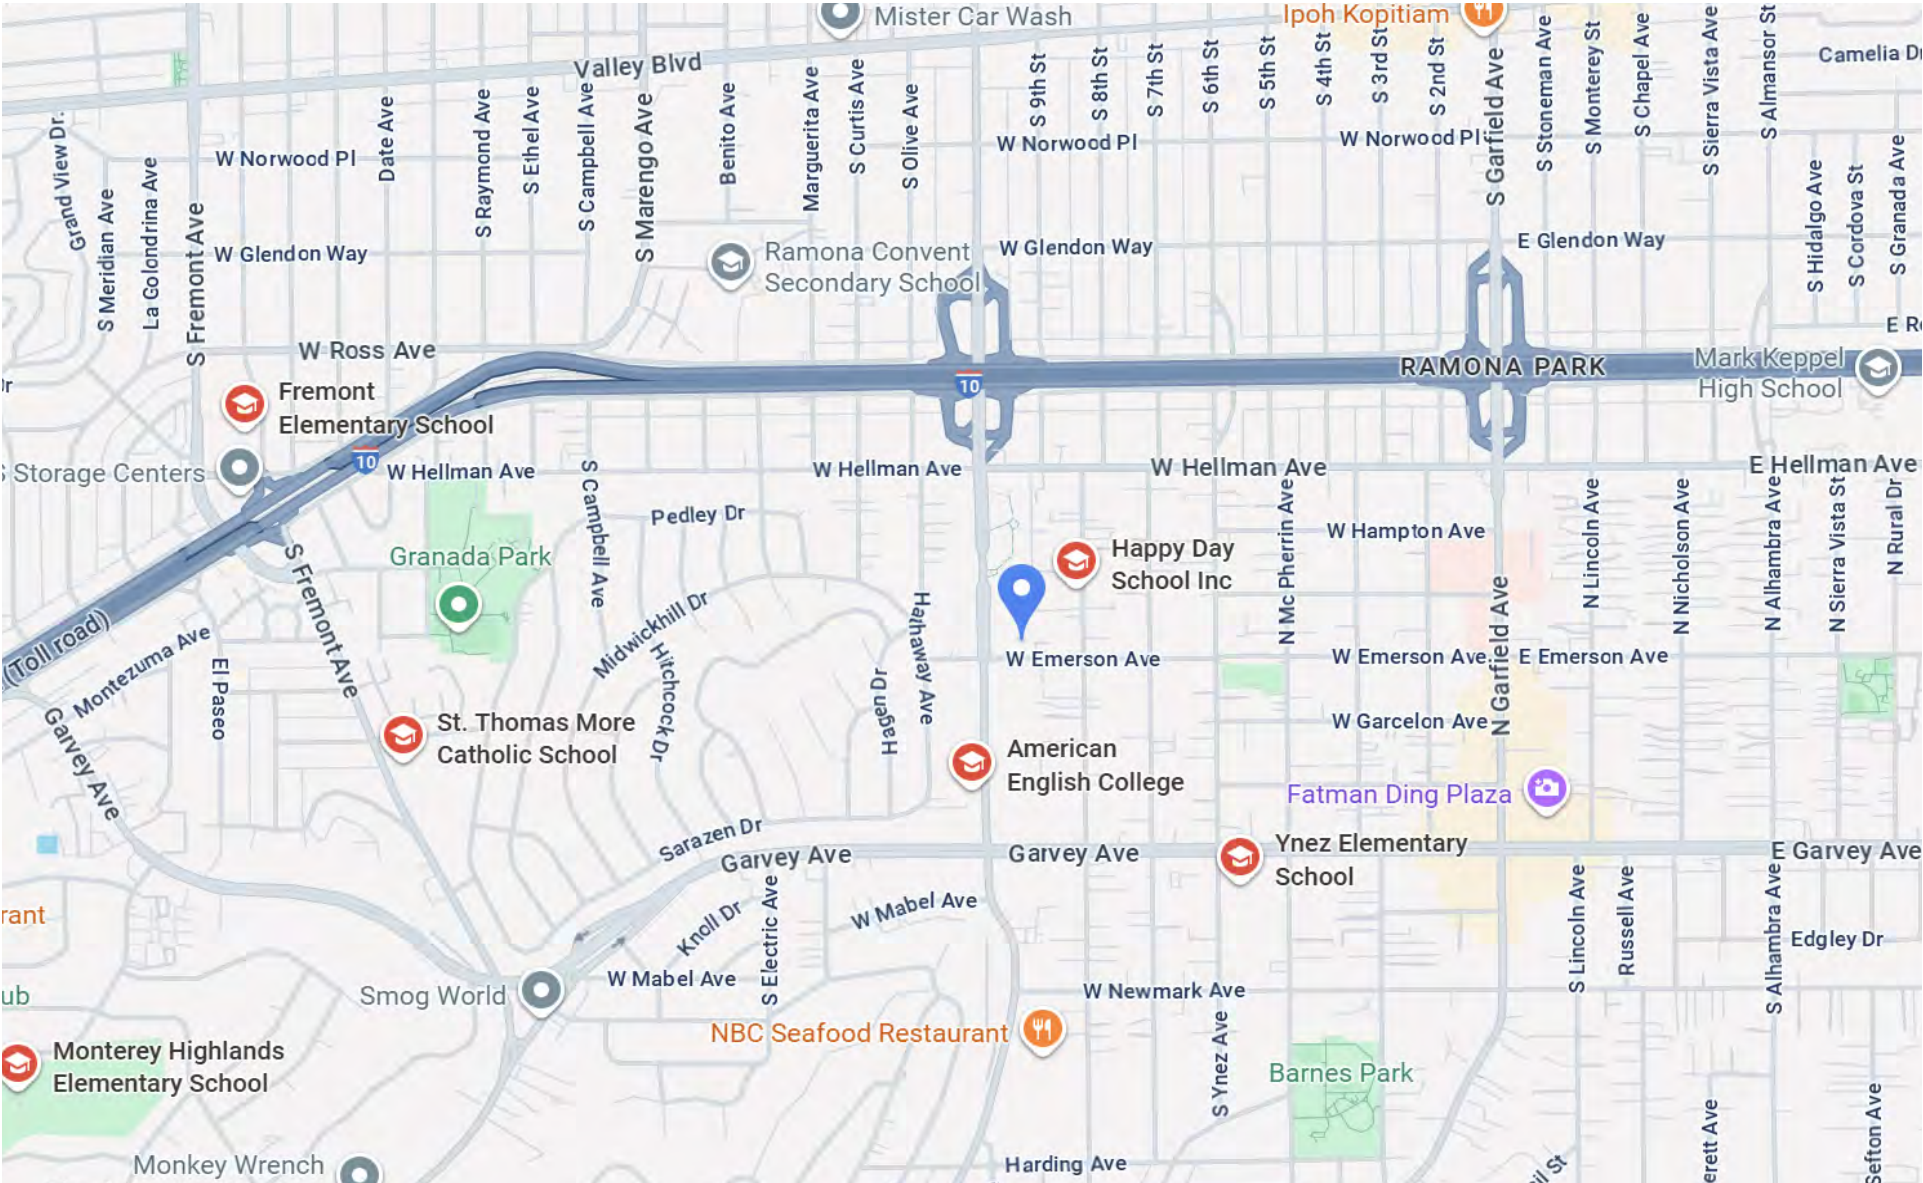 Mister Car Wash
Ipoh Kopitiam
Valley Blvd
Camelia Dr
S 9th St
S 8th St
S 7th St
S 6th St
S 5th St
S 4th St
S 3rd St
S 2nd St
S Garfield Ave
S Stoneman Ave
S Monterey St
S Chapel Ave
S Sierra Vista Ave
S Almansor St
Grand View Dr.
S Meridian Ave
La Golondrina Ave
S Fremont Ave
W Norwood Pl
Date Ave
S Raymond Ave
S Ethel Ave
S Campbell Ave
S Marengo Ave
Benito Ave
Marguerita Ave
S Curtis Ave
S Olive Ave
W Norwood Pl
W Norwood Pl
S Hidalgo Ave
S Cordova St
S Granada Ave
W Glendon Way
Ramona Convent
Secondary School
W Glendon Way
E Glendon Way
E R
W Ross Ave
RAMONA PARK
Mark Keppel
High School
10
Jr
Fremont
Elementary School
S Storage Centers
10
W Hellman Ave
W Hellman Ave
W Hellman Ave
E Hellman Ave
S Campbell Ave
Pedley Dr
Granada Park
S Fremont Ave
Happy Day
School Inc
W Hampton Ave
N Mc Pherrin Ave
N Lincoln Ave
N Nicholson Ave
N Alhambra Ave
N Sierra Vista St
N Rural Dr
Midwickhill Dr
Hitchcock Dr
Hathaway Ave
Hagen Dr
N Garfield Ave
(Toll road)
Montezuma Ave
El Paseo
W Emerson Ave
W Emerson Ave
E Emerson Ave
Garvey Ave
St. Thomas More
Catholic School
W Garcelon Ave
American
English College
Fatman Ding Plaza
Sarazen Dr
Garvey Ave
Garvey Ave
Ynez Elementary
School
E Garvey Ave
rant
Knoll Dr
S Electric Ave
W Mabel Ave
S Lincoln Ave
Russell Ave
S Alhambra Ave
Edgley Dr
ub
Smog World
W Mabel Ave
W Newmark Ave
NBC Seafood Restaurant
S Ynez Ave
Monterey Highlands
Elementary School
Barnes Park
Monkey Wrench
Harding Ave
il St
erett Ave
Sefton Ave